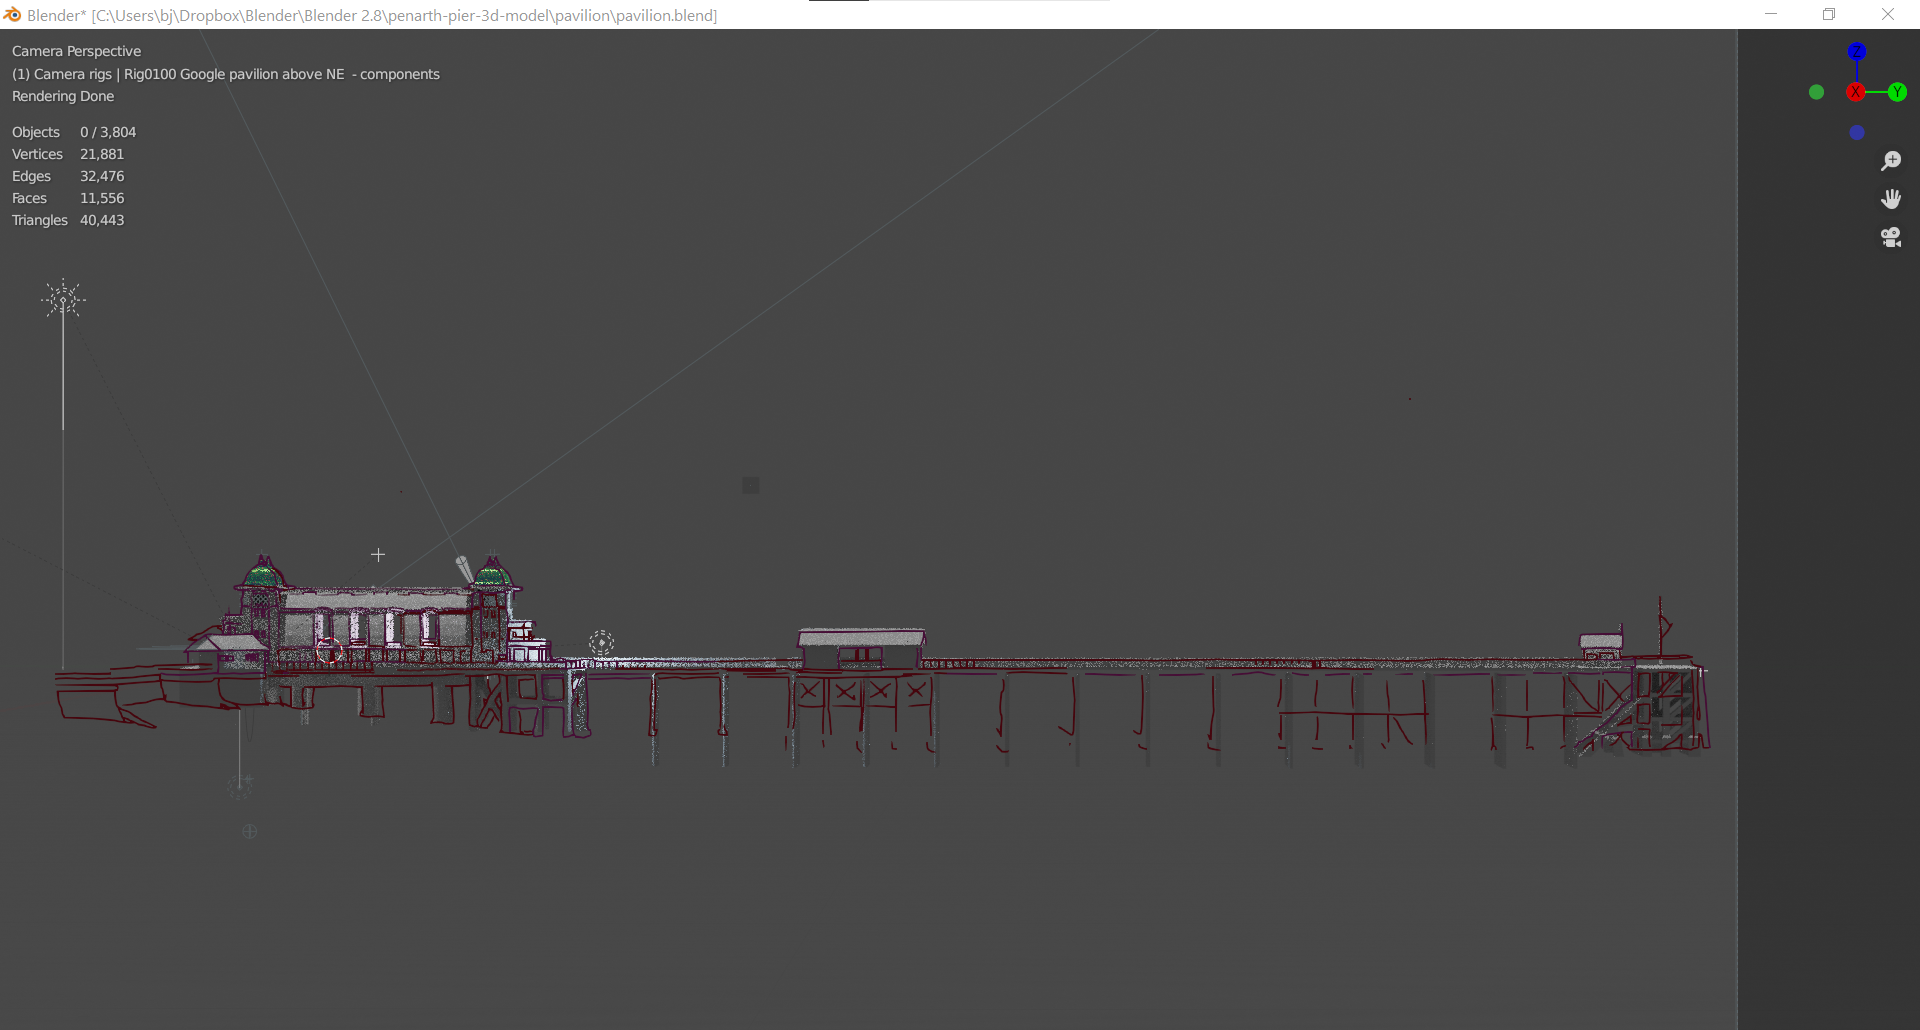 Blender* [C:\Users\bj\Dropbox\Blender\Blender 2.8\penarth-pier-3d-model\pavilion\pavilion.blend]
Camera Perspective
(1) Camera rigs | Rig0100 Google pavilion above NE  - components
Rendering Done
Objects 0 / 3,804
Vertices 21,881
Edges 32,476
Faces 11,556
Triangles 40,443
Z
X
Y